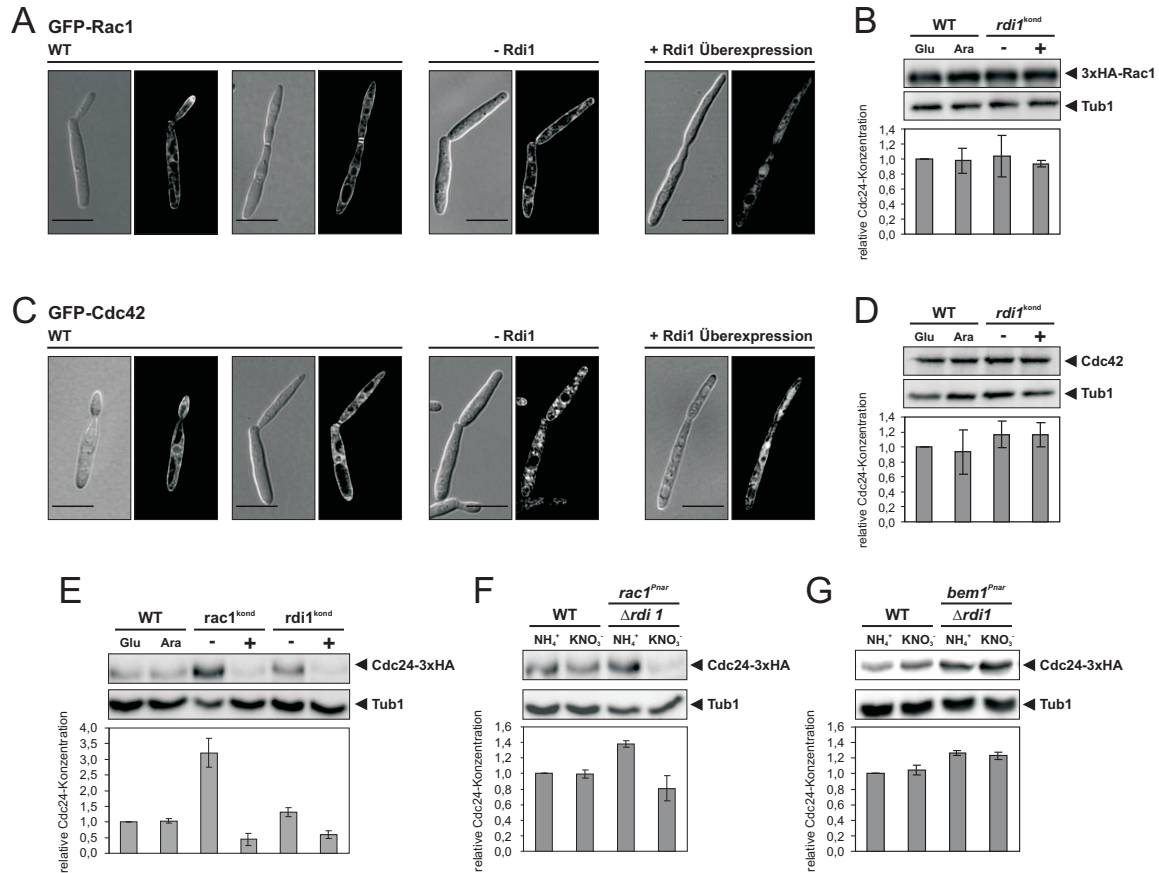 A
GFP-Rac1
WT
- Rdi1
+ Rdi1 Überexpression
B
WT rdi1kond
Glu Ara - +
3xHA-Rac1
Tub1
relative Cdc24-Konzentration
1,4
1,2
1,0
0,8
0,6
0,4
0,2
0,0
C
GFP-Cdc42
WT
- Rdi1
+ Rdi1 Überexpression
D
WT rdi1kond
Glu Ara - +
Cdc42
Tub1
relative Cdc24-Konzentration
1,4
1,2
1,0
0,8
0,6
0,4
0,2
0,0
E
WT rac1kond rdi1kond
Glu Ara - + - +
Cdc24-3xHA
Tub1
relative Cdc24-Konzentration
4,0
3,5
3,0
2,5
2,0
1,5
1,0
0,5
0,0
F
rac1Pnar
WT Δrdi 1
NH4+ KNO3- NH4+ KNO3-
Cdc24-3xHA
Tub1
relative Cdc24-Konzentration
1,6
1,4
1,2
1,0
0,8
0,6
0,4
0,2
0,0
G
bem1Pnar
WT Δrdi1
NH4+ KNO3- NH4+ KNO3-
Cdc24-3xHA
Tub1
relative Cdc24-Konzentration
1,6
1,4
1,2
1,0
0,8
0,6
0,4
0,2
0,0